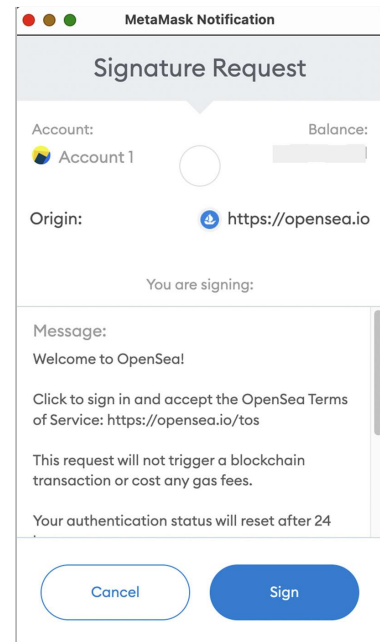 MetaMask Notification
Signature Request
Account:
Balance:
Account 1
Origin:
https://opensea.io
You are signing:
Message:
Welcome to OpenSea!
Click to sign in and accept the OpenSea Terms
of Service: https://opensea.io/tos
This request will not trigger a blockchain
transaction or cost any gas fees.
Your authentication status will reset after 24
Cancel
Sign